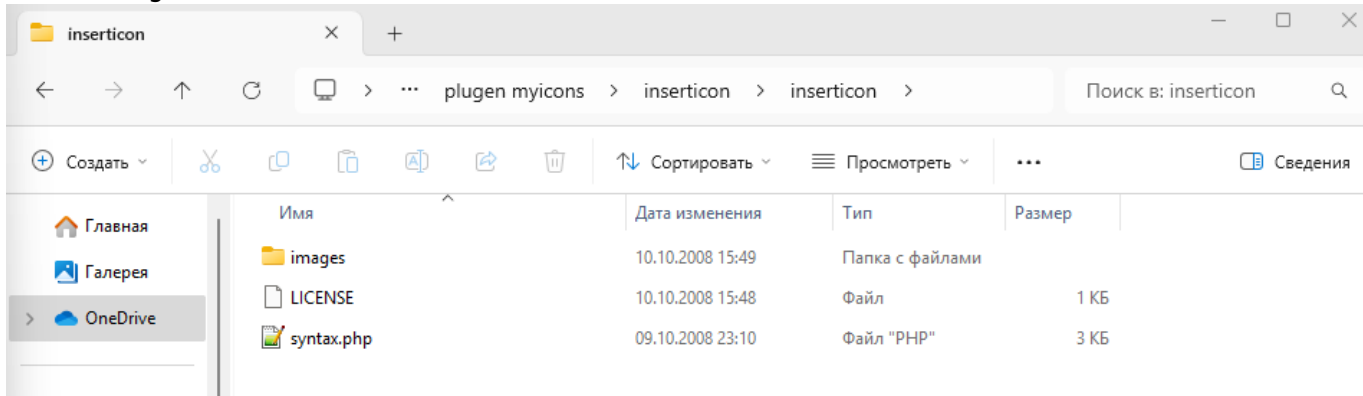 inserticon
plugen myicons > inserticon > inserticon >
Поиск в: inserticon
Создать
Сортировать
Просмотреть
Сведения
Главная
Галерея
OneDrive
Имя Дата изменения Тип Размер
images 10.10.2008 15:49 Папка с файлами
LICENSE 10.10.2008 15:48 Файл 1 КБ
syntax.php 09.10.2008 23:10 Файл "PHP" 3 КБ